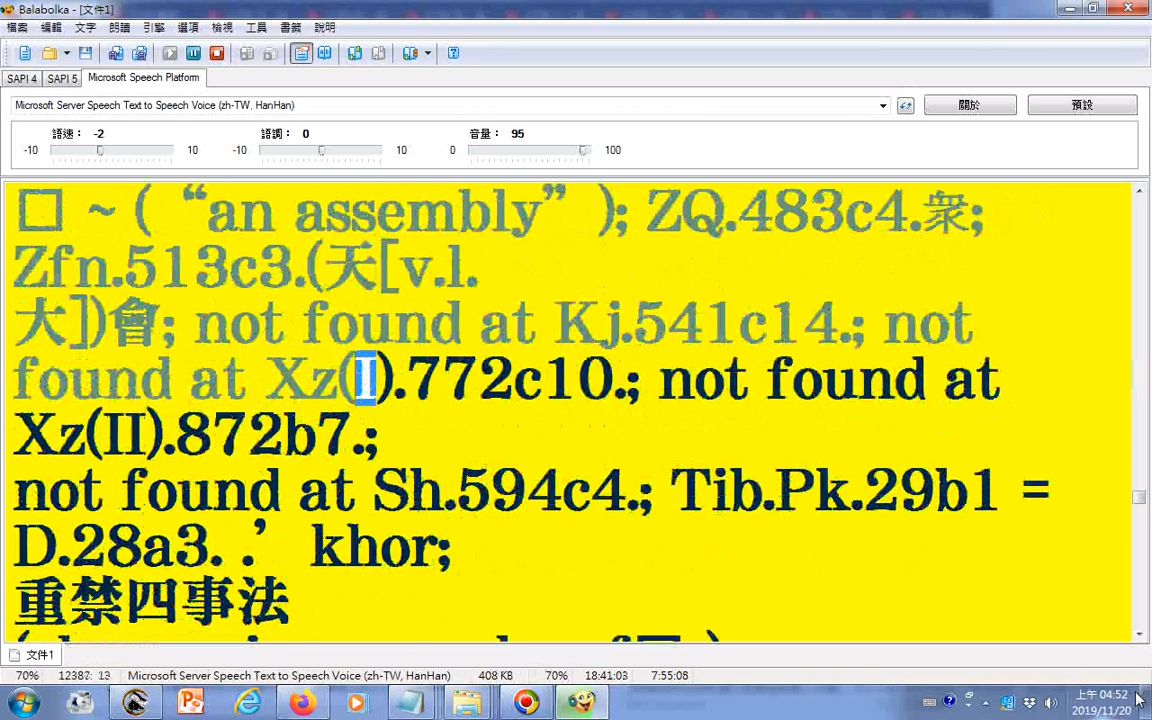 Balabolka - [文件1]
檔案 編輯 文字 朗讀 引擎 選項 檢視 工具 書籤 說明
SAPI 4 SAPI 5 Microsoft Speech Platform
Microsoft Server Speech Text to Speech Voice (zh-TW, HanHan) 關於 預設
語速： -2 語調： 0 音量： 95
-10 10 -10 10 0 100
□ ~ (“an assembly”); ZQ.483c4.衆;
Zfn.513c3.(天[v.l.
大])會; not found at Kj.541c14.; not
found at Xz(I).772c10.; not found at
Xz(II).872b7.;
not found at Sh.594c4.; Tib.Pk.29b1 =
D.28a3. .’ khor;
重禁四事法
文件1
70% 12387: 13 Microsoft Server Speech Text to Speech Voice (zh-TW, HanHan) 408 KB 70% 18:41:03 7:55:08
上午 04:52
2019/11/20